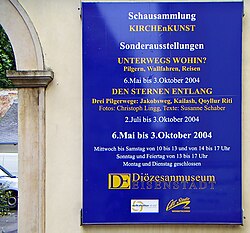 Schausammlung
KIRCHEnKUNST
Sonderausstellungen
UNTERWEGS WOHIN?
Pilgern, Wallfahren, Reisen
6.Mai bis 3.Oktober 2004
DEN STERNEN ENTLANG
Drei Pilgerwege: Jakobsweg, Kailash, Qoyllur Riti
Fotos: Christoph Lingg, Texte: Susanne Schaber
2.Juli bis 3.Oktober 2004
6.Mai bis 3.Oktober 2004
Mittwoch bis Samstag von 10 bis 13 und von 14 bis 17 Uhr
Sonntag und Feiertag von 13 bis 17 Uhr
Montag und Dienstag geschlossen
DE Diözesanmuseum
EISENSTADT